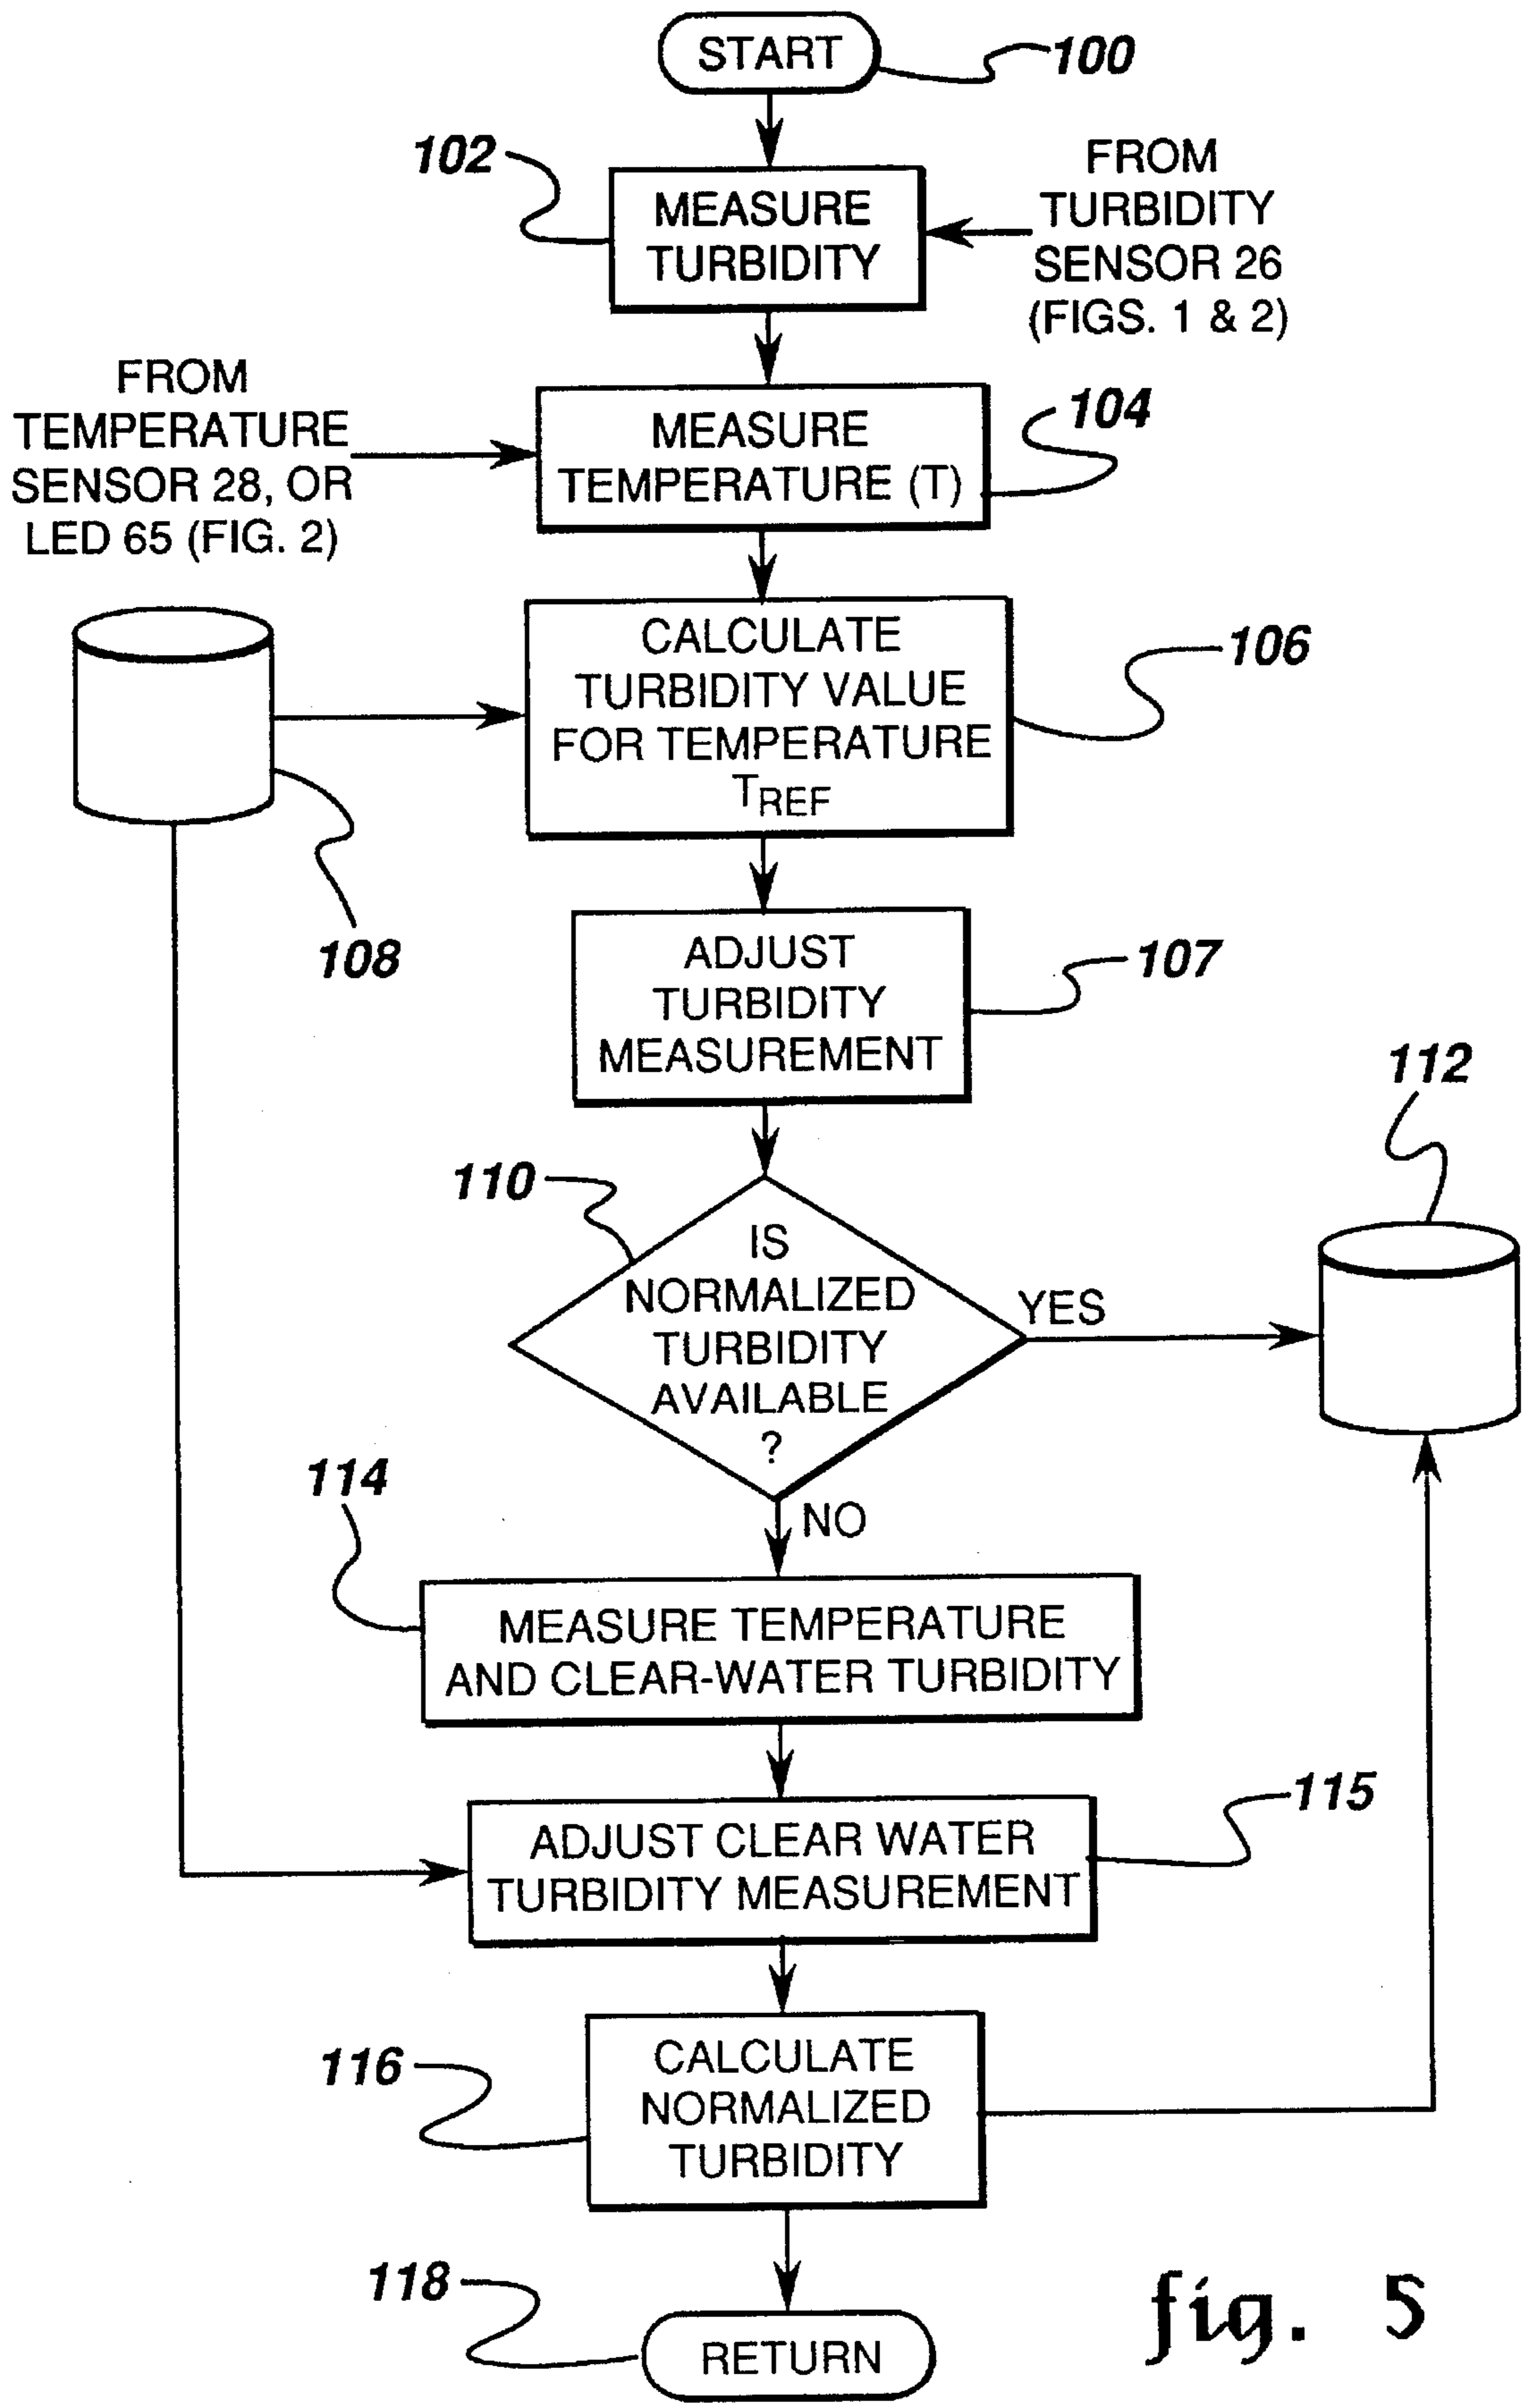 START
100
102
MEASURE
TURBIDITY
FROM
TURBIDITY
SENSOR 26
(FIGS. 1 & 2)
FROM
TEMPERATURE
SENSOR 28, OR
LED 65 (FIG. 2)
MEASURE
TEMPERATURE (T)
104
CALCULATE
TURBIDITY VALUE
FOR TEMPERATURE
TREF
106
108
ADJUST
TURBIDITY
MEASUREMENT
107
112
110
IS
NORMALIZED
TURBIDITY
AVAILABLE
?
YES
NO
114
MEASURE TEMPERATURE
AND CLEAR-WATER TURBIDITY
115
ADJUST CLEAR WATER
TURBIDITY MEASUREMENT
116
CALCULATE
NORMALIZED
TURBIDITY
118
RETURN
fig. 5